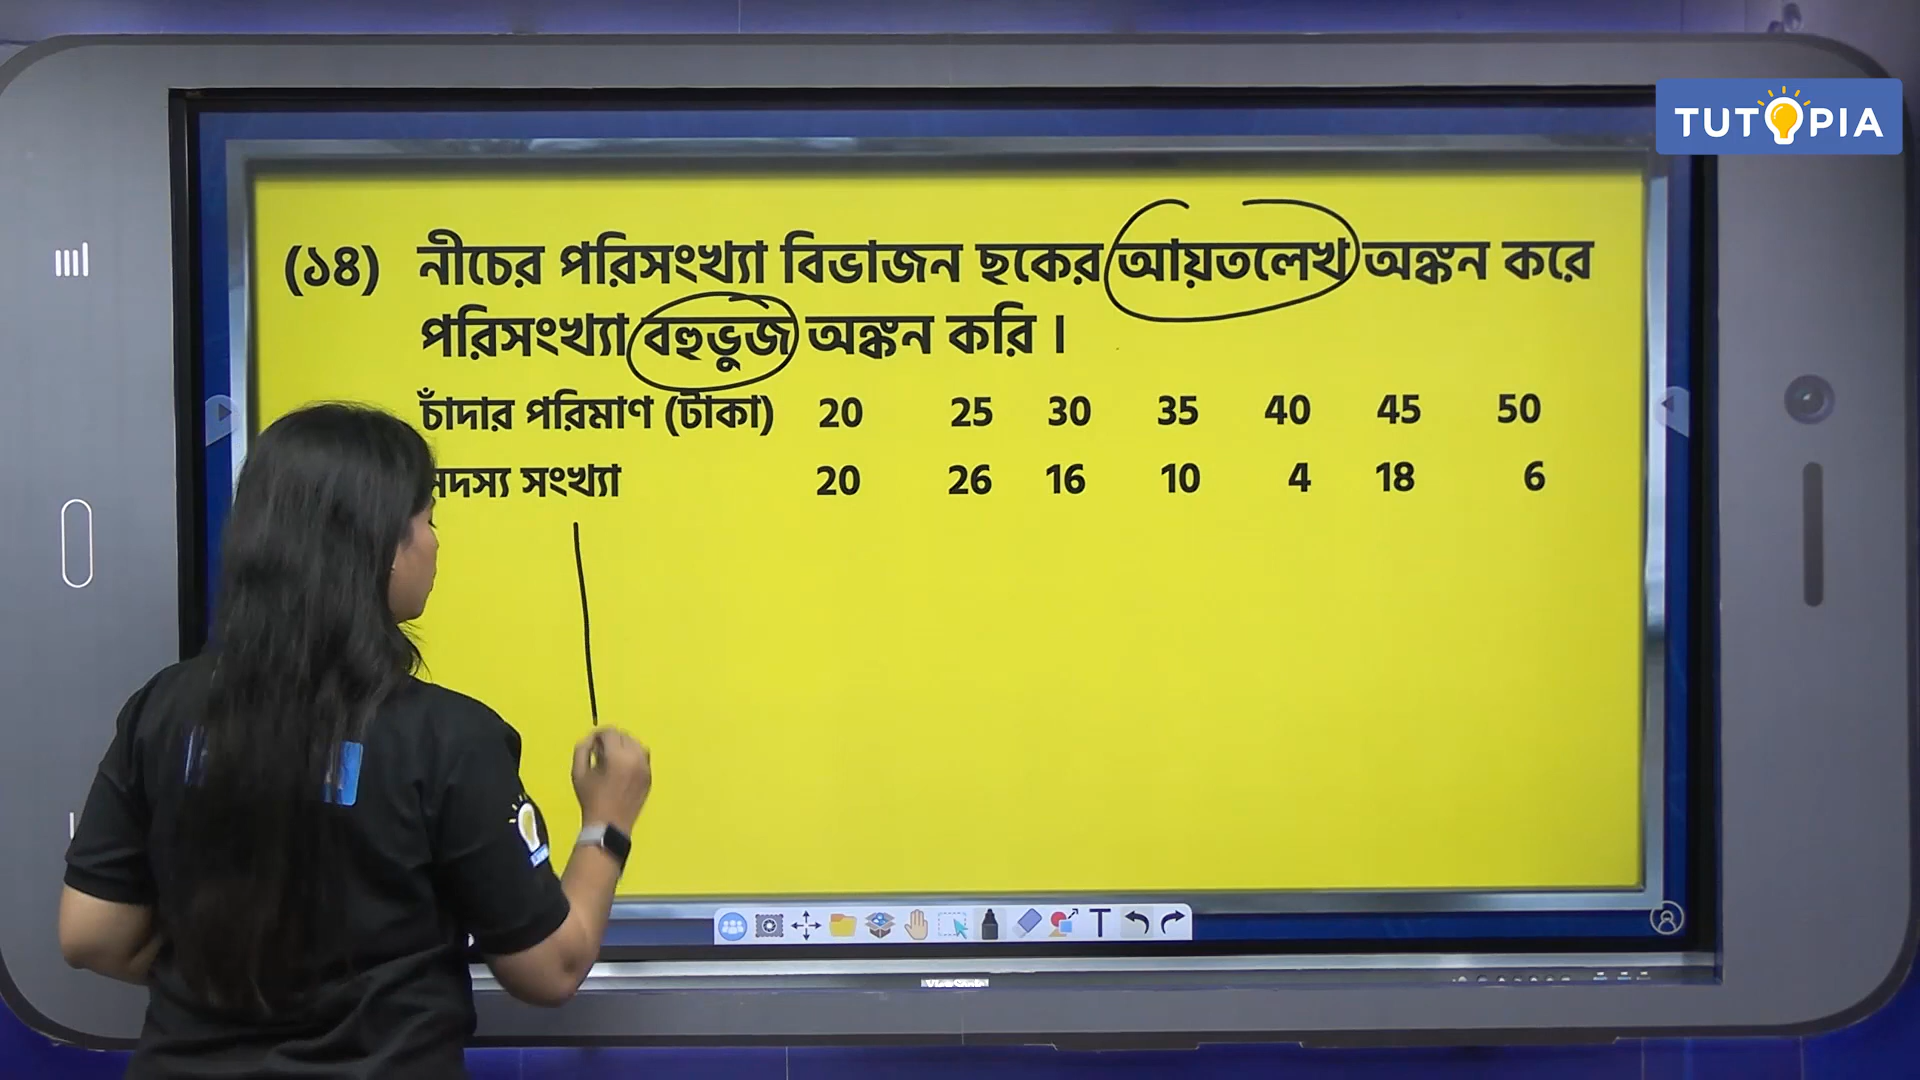 TUTOPIA
(১৪) নীচের পরিসংখ্যা বিভাজন ছকের আয়তলেখ অঙ্কন করে
পরিসংখ্যা বহুভুজ অঙ্কন করি ।
চাঁদার পরিমাণ (টাকা) 20 25 30 35 40 45 50
সংখ্যা 20 26 16 10 4 18 6